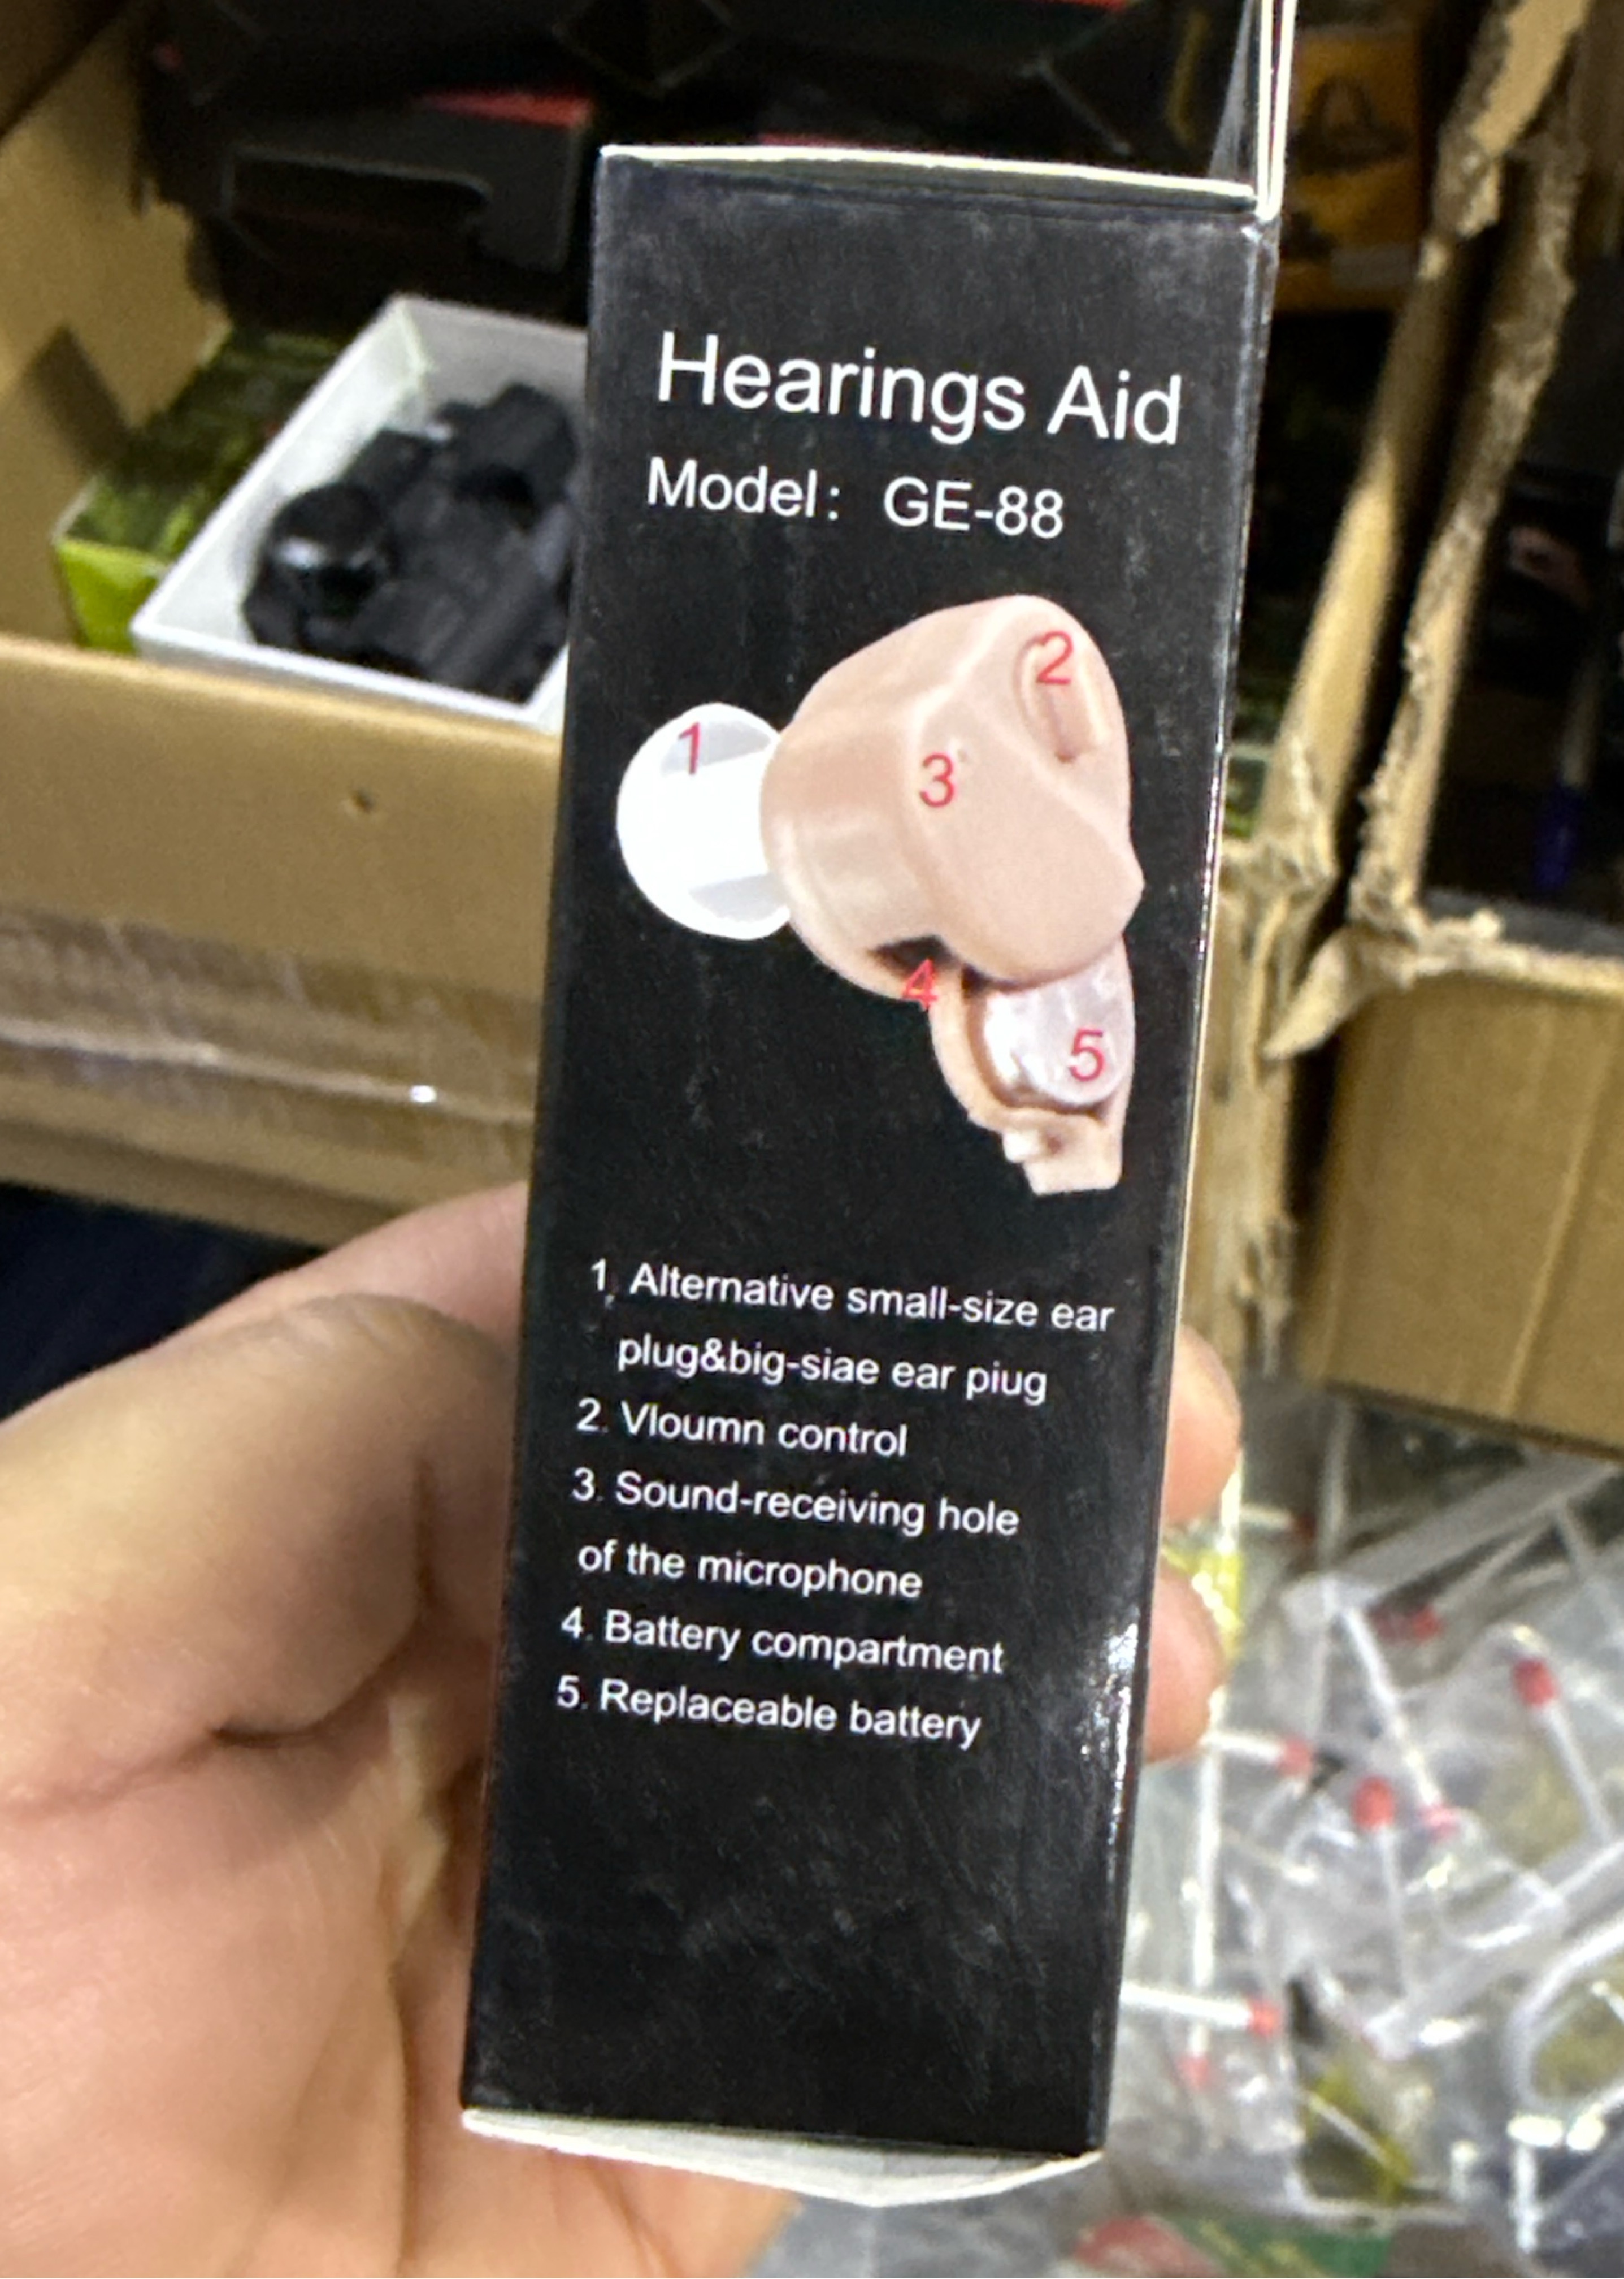 Hearings Aid
Model: GE-88
2
1
3
4
5
1. Alternative small-size ear
plug&big-siae ear piug
2. Vloumn control
3. Sound-receiving hole
of the microphone
4. Battery compartment
5. Replaceable battery